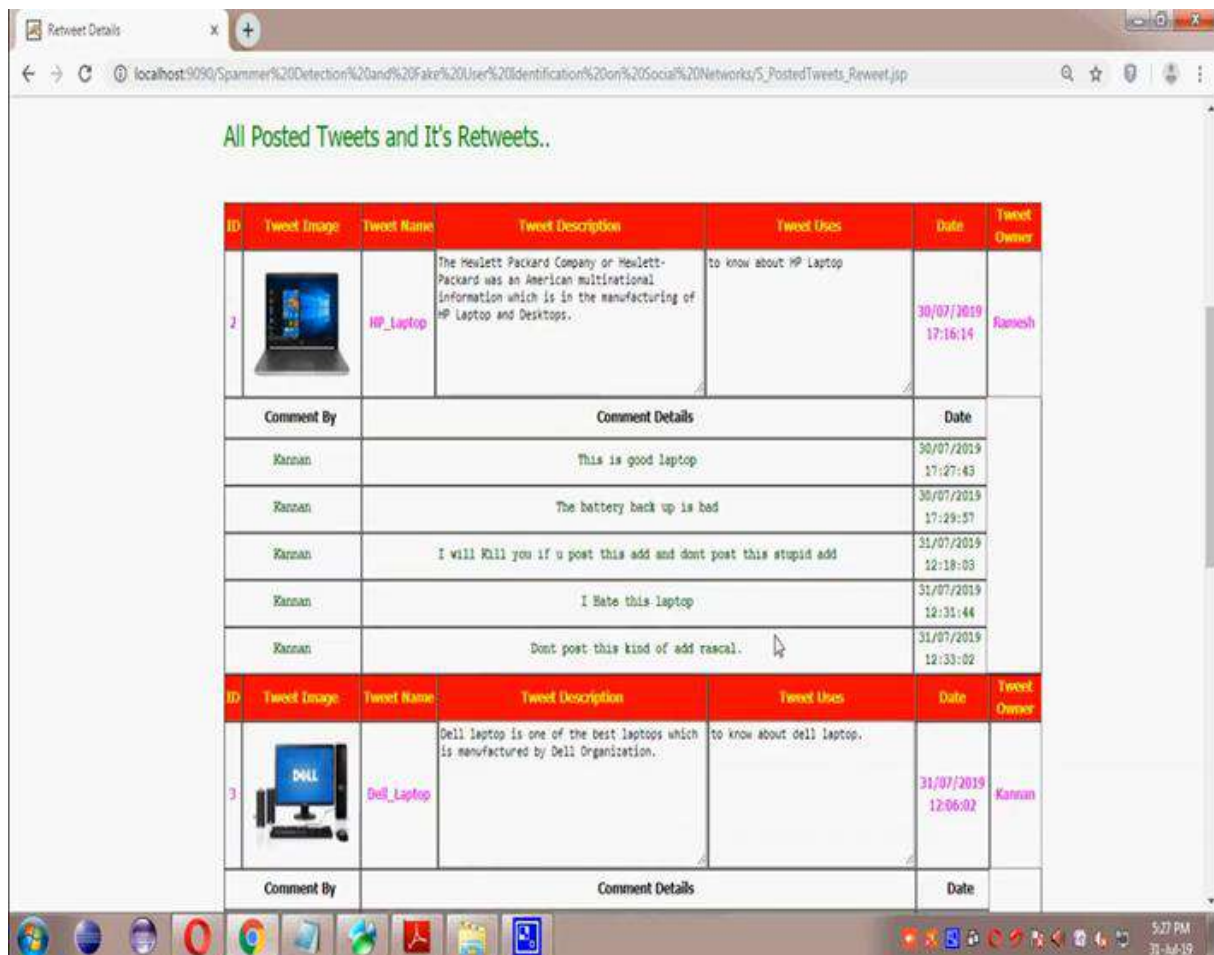 Retweet Details
localhost:9090/Spammer%20Detection%20and%20Fake%20User%20Identification%20on%20Social%20Networks/S_PostedTweets_Reweet.jsp
All Posted Tweets and It's Retweets..
ID Tweet Image Tweet Name Tweet Description Tweet Uses Date Tweet Owner
2 HP_Laptop
The Hewlett Packard Company or Hewlett-
Packard was an American multinational
information which is in the manufacturing of
HP Laptop and Desktops.
to know about HP Laptop
30/07/2019
17:16:14
Ramesh
Comment By Comment Details Date
Kannan This is good laptop 30/07/2019 17:27:43
Kannan The battery back up is bad 30/07/2019 17:29:57
Kannan I will Kill you if u post this add and dont post this stupid add 31/07/2019 12:18:03
Kannan I Hate this laptop 31/07/2019 12:31:44
Kannan Dont post this kind of add rascal. 31/07/2019 12:33:02
ID Tweet Image Tweet Name Tweet Description Tweet Uses Date Tweet Owner
DELL
3 Dell_Laptop
Dell laptop is one of the best laptops which
is manufactured by Dell Organization.
to know about dell laptop.
31/07/2019
12:06:02
Kannan
Comment By Comment Details Date
5:27 PM
31-Jul-19